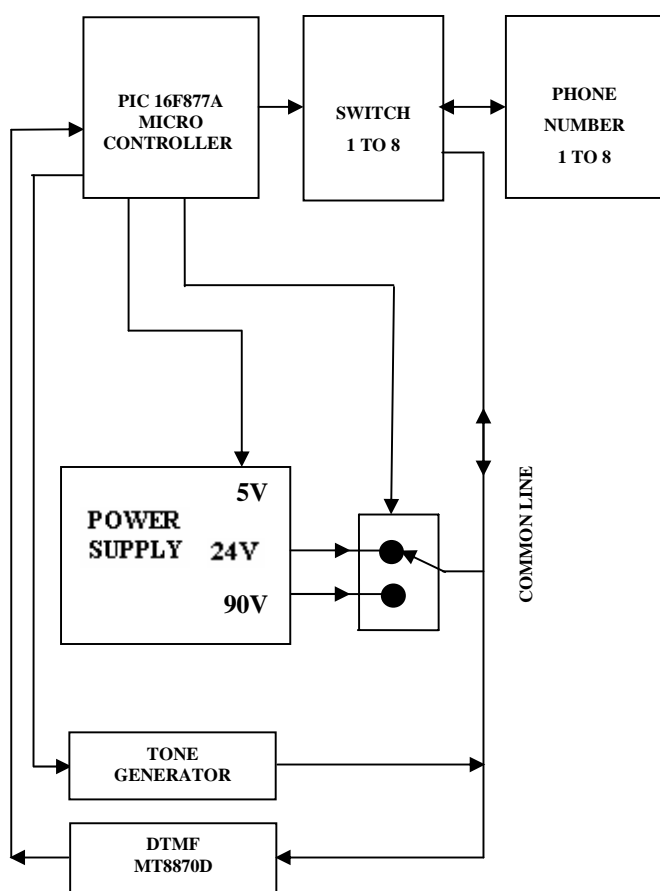 PIC 16F877A
MICRO
CONTROLLER
SWITCH
1 TO 8
PHONE
NUMBER
1 TO 8
5V
POWER
SUPPLY
24V
90V
COMMON LINE
TONE
GENERATOR
DTMF
MT8870D